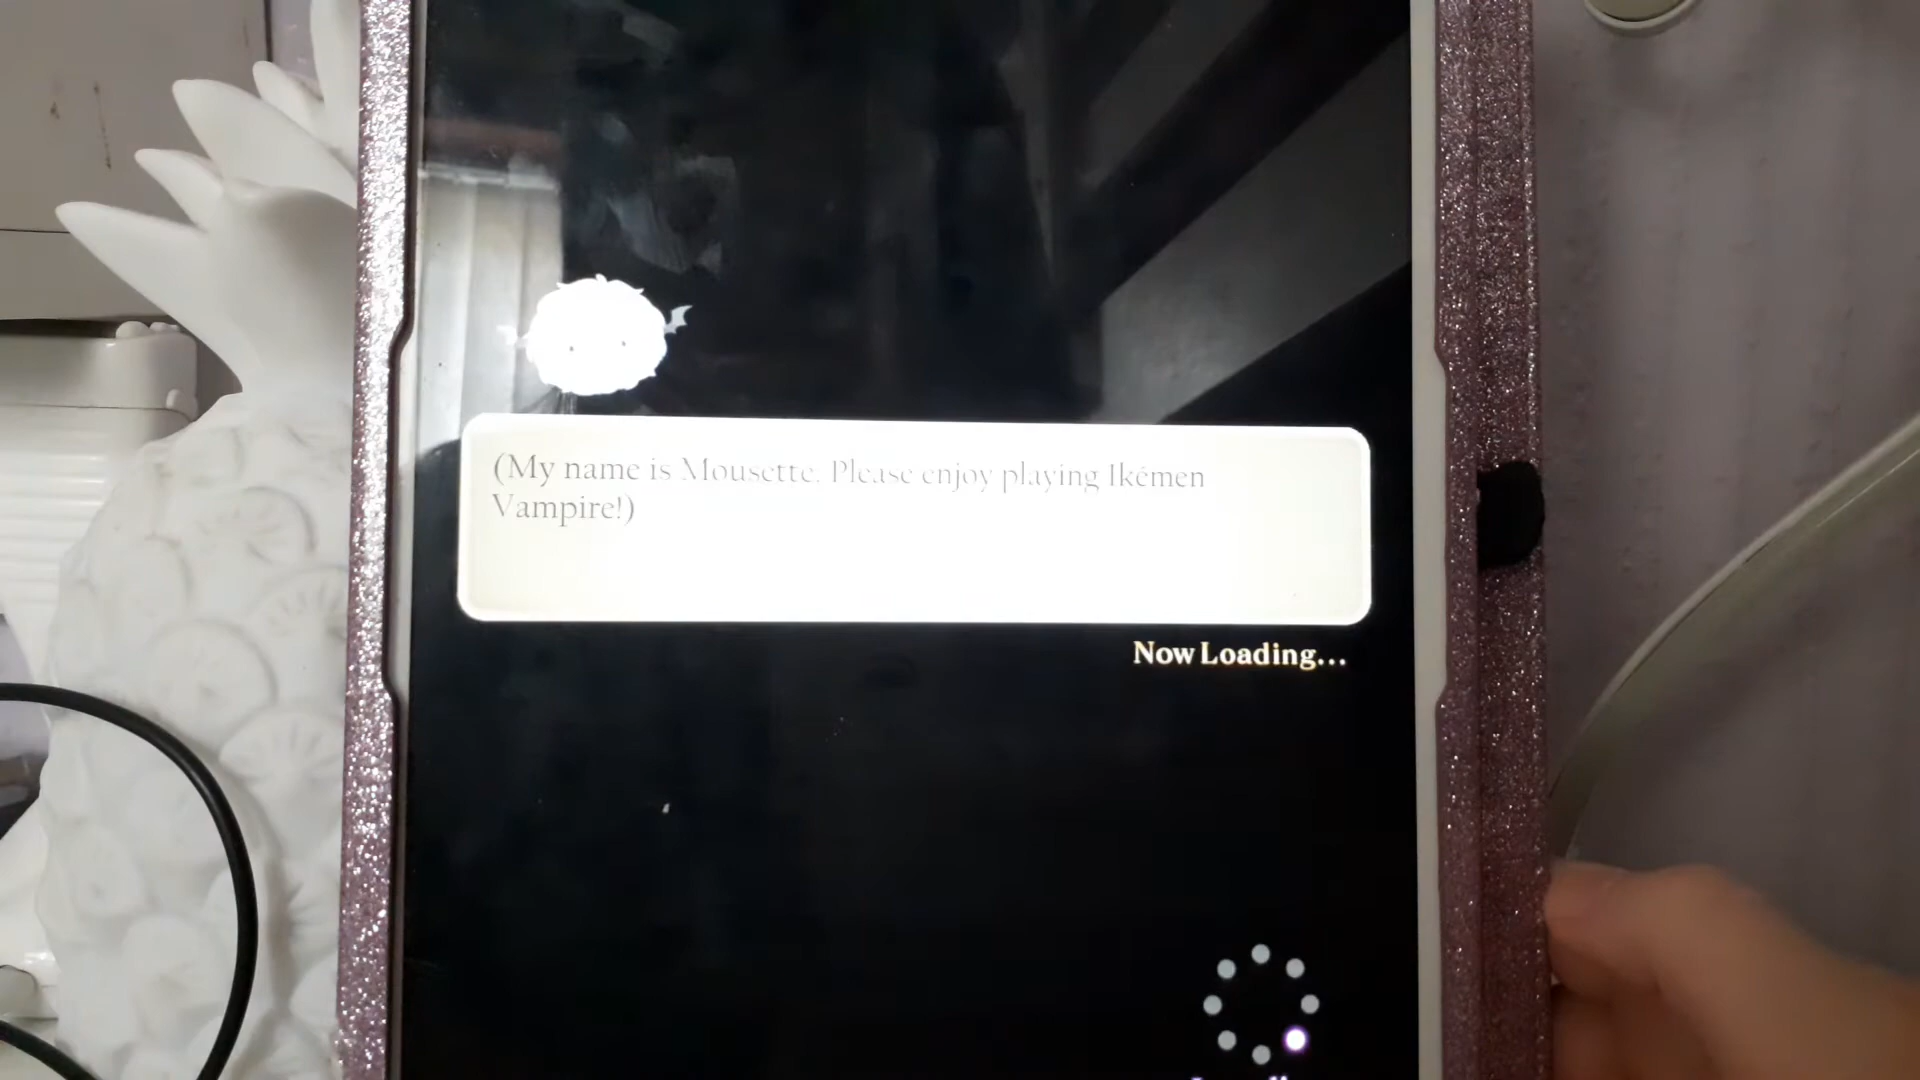 (My name is Mousette. Please enjoy playing Ikémen
Vampire!)
Now Loading...